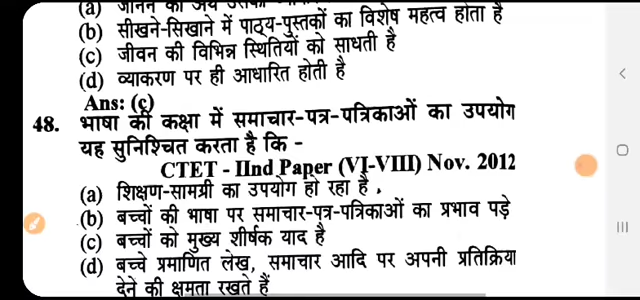 (a) जानने का अर्थ
(b) सीखने-सिखाने में पाठ्य-पुस्तकों का विशेष महत्व होता है
(c) जीवन की विभिन्न स्थितियों को साधती है
(d) व्याकरण पर ही आधारित होती है
Ans: (c)
48. भाषा की कक्षा में समाचार-पत्र-पत्रिकाओं का उपयोग
यह सुनिश्चित करता है कि -
CTET - IInd Paper (VI-VIII) Nov. 2012
(a) शिक्षण-सामग्री का उपयोग हो रहा है .
(b) बच्चों की भाषा पर समाचार-पत्र-पत्रिकाओं का प्रभाव पड़े
(c) बच्चों को मुख्य शीर्षक याद है
(d) बच्चे प्रमाणित लेख, समाचार आदि पर अपनी प्रतिक्रिया
देने की क्षमता रखते हैं